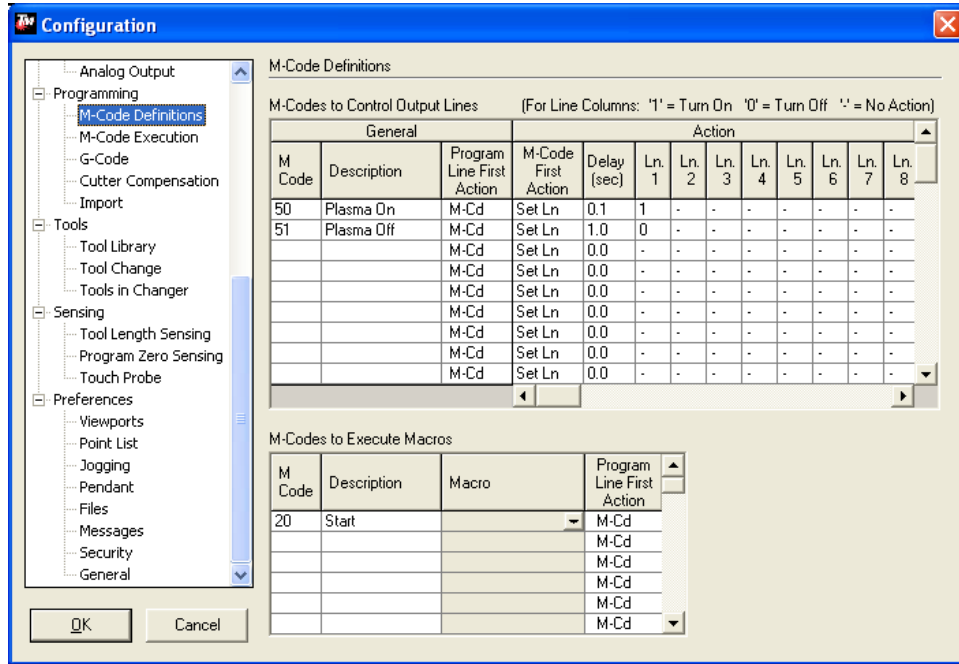 Configuration
Analog Output
Programming
M-Code Definitions
M-Code Execution
G-Code
Cutter Compensation
Import
Tools
Tool Library
Tool Change
Tools in Changer
Sensing
Tool Length Sensing
Program Zero Sensing
Touch Probe
Preferences
Viewports
Point List
Jogging
Pendant
Files
Messages
Security
General
OK
Cancel
M-Code Definitions
M-Codes to Control Output Lines (For Line Columns: '1' = Turn On '0' = Turn Off '-' = No Action)
General Action
M Code Description Program Line First Action M-Code First Action Delay (sec) Ln. 1 Ln. 2 Ln. 3 Ln. 4 Ln. 5 Ln. 6 Ln. 7 Ln. 8
50 Plasma On M-Cd Set Ln 0.1 1 - - - - - - -
51 Plasma Off M-Cd Set Ln 1.0 0 - - - - - - -
M-Cd Set Ln 0.0 - - - - - - - -
M-Cd Set Ln 0.0 - - - - - - - -
M-Cd Set Ln 0.0 - - - - - - - -
M-Cd Set Ln 0.0 - - - - - - - -
M-Cd Set Ln 0.0 - - - - - - - -
M-Cd Set Ln 0.0 - - - - - - - -
M-Cd Set Ln 0.0 - - - - - - - -
M-Codes to Execute Macros
M Code Description Macro Program Line First Action
20 Start M-Cd
M-Cd
M-Cd
M-Cd
M-Cd
M-Cd